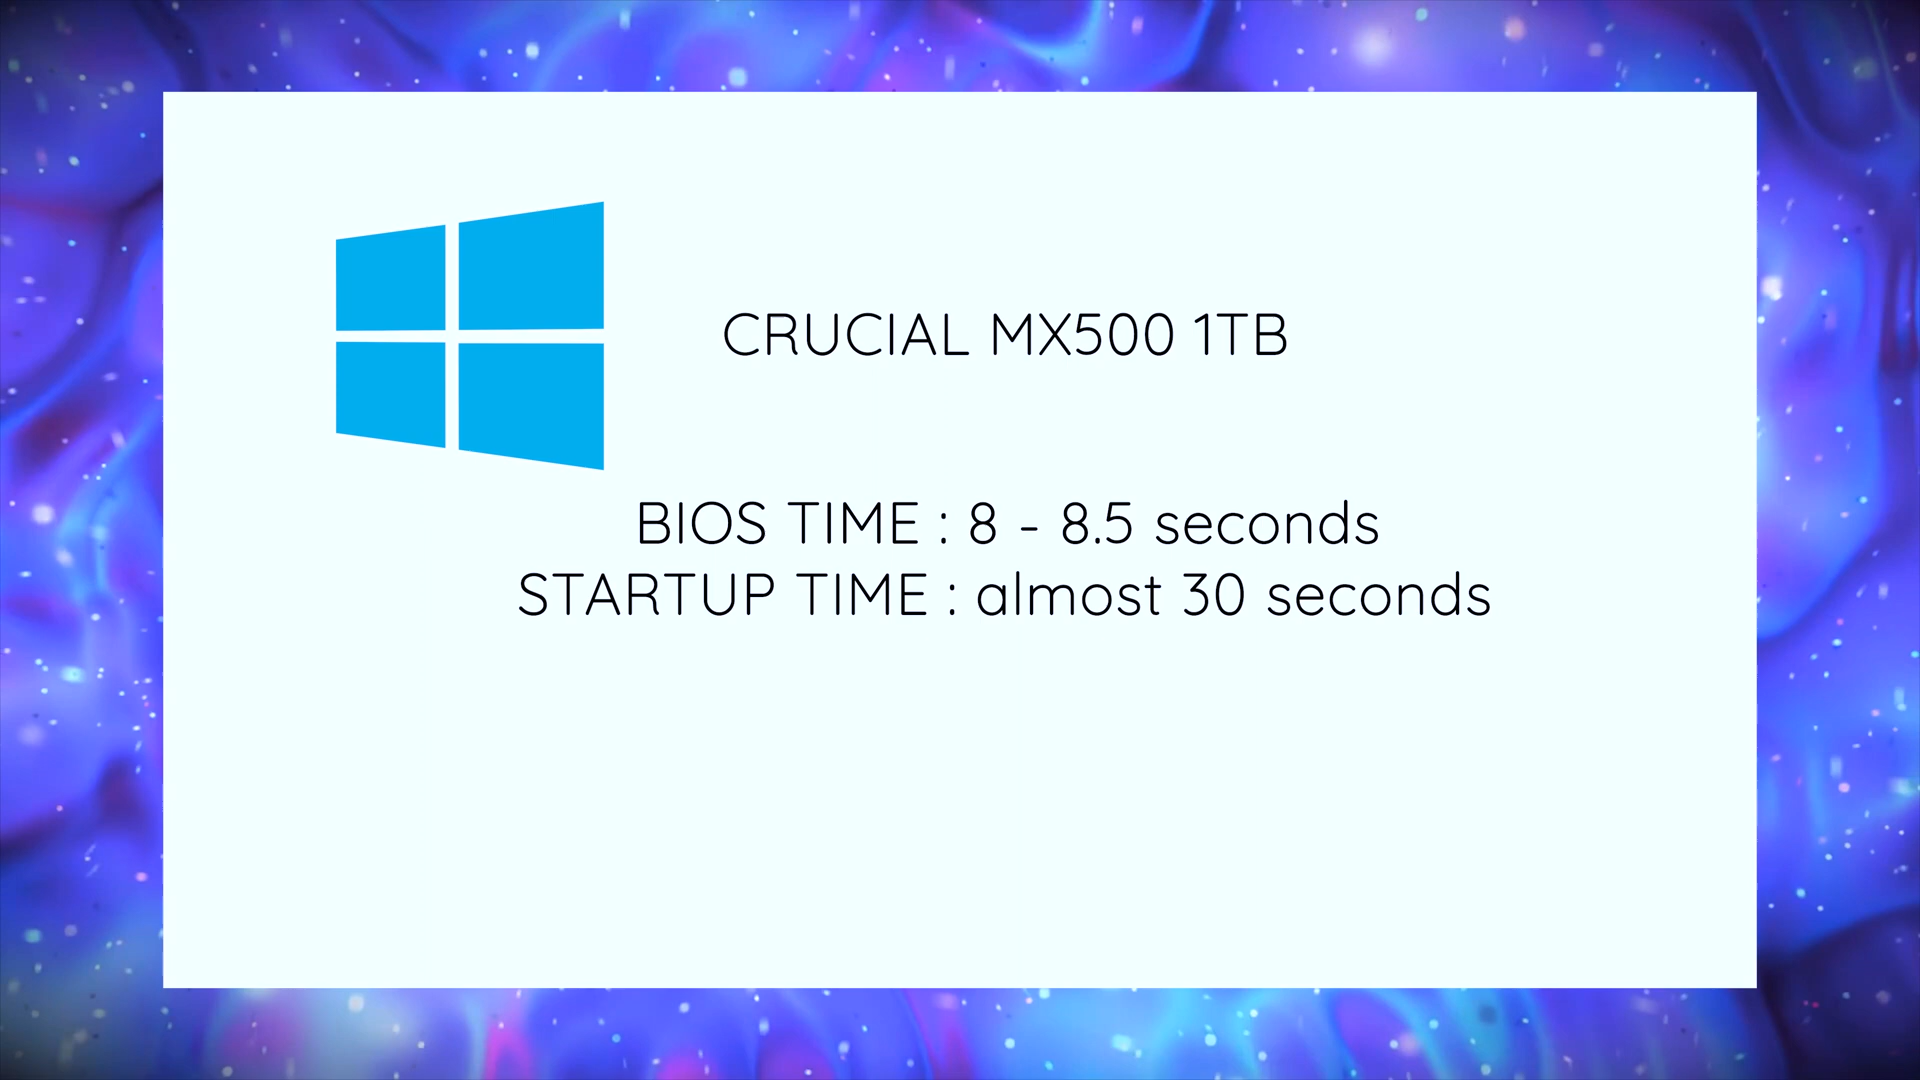 CRUCIAL MX500 1TB
BIOS TIME : 8 - 8.5 seconds
STARTUP TIME : almost 30 seconds